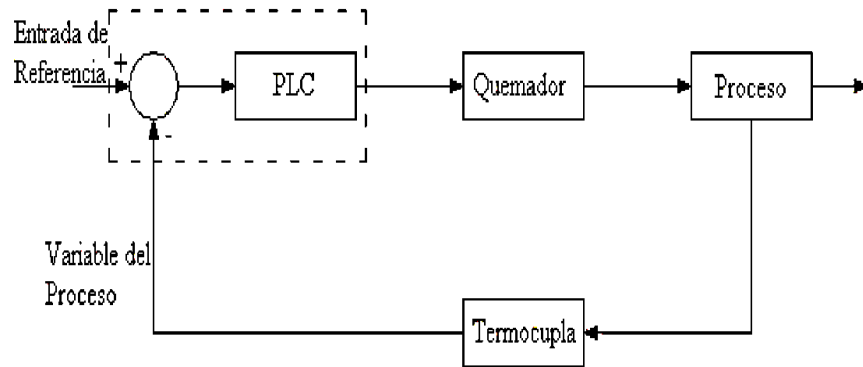 Entrada de
Referencia
+
-
PLC
Quemador
Proceso
Variable del
Proceso
Termocupla